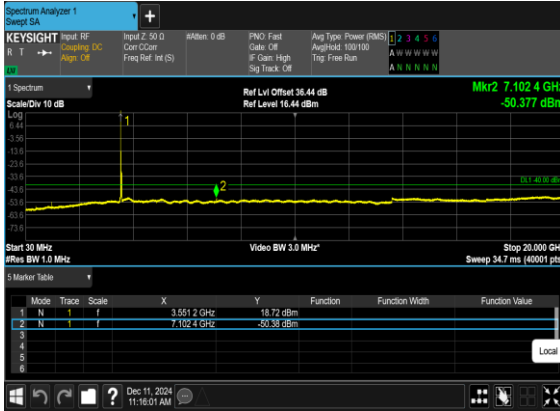 Spectrum Analyzer 1
Swept SA
+
KEYSIGHT Input: RF Input Z: 50 Ω #Atten: 0 dB PNO: Fast Avg Type: Power (RMS) 1 2 3 4 5 6
R T Coupling: DC Corr CCorr Gate: Off Avg|Hold: 100/100 A W W W W W
Align: Off Freq Ref: Int (S) IF Gain: High Trig: Free Run
Sig Track: Off A N N N N N
1 Spectrum Ref Lvl Offset 36.44 dB Mkr2 7.102 4 GHz
Scale/Div 10 dB Ref Level 16.44 dBm -50.377 dBm
Log
6.44
-3.56
-13.6
-23.6
-33.6
-43.6
-53.6
-63.6
-73.6
1
2
DL1 -40.00 dBm
Start 30 MHz Video BW 3.0 MHz* Stop 20.000 GHz
#Res BW 1.0 MHz Sweep 34.7 ms (40001 pts)
5 Marker Table
Mode Trace Scale X Y Function Function Width Function Value
1 N 1 f 3.551 2 GHz 18.72 dBm
2 N 1 f 7.102 4 GHz -50.38 dBm
3
4
5
6
Local
? Dec 11, 2024
11:16:01 AM